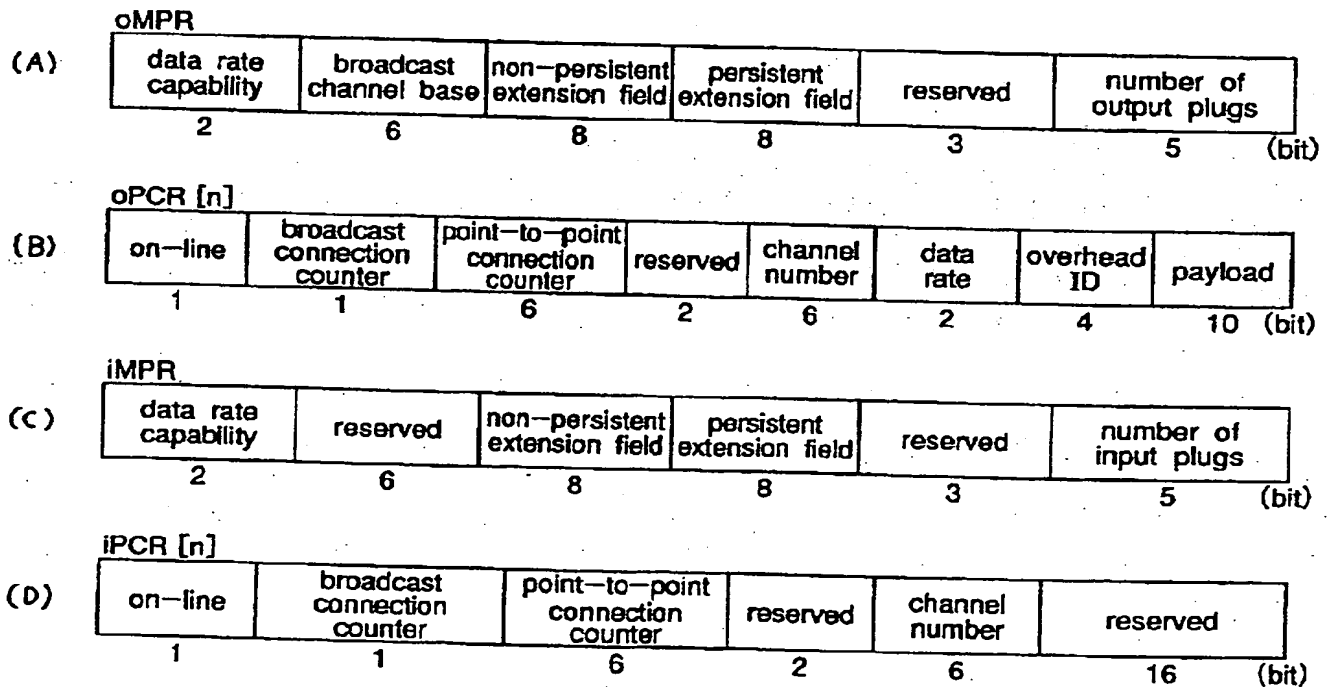 oMPR
(A) data rate capability broadcast channel base non-persistent extension field persistent extension field reserved number of output plugs
2 6 8 8 3 5 (bit)
oPCR [n]
(B) on-line broadcast connection counter point-to-point connection counter reserved channel number data rate overhead ID payload
1 1 6 2 6 2 4 10 (bit)
iMPR
(C) data rate capability reserved non-persistent extension field persistent extension field reserved number of input plugs
2 6 8 8 3 5 (bit)
iPCR [n]
(D) on-line broadcast connection counter point-to-point connection counter reserved channel number reserved
1 1 6 2 6 16 (bit)